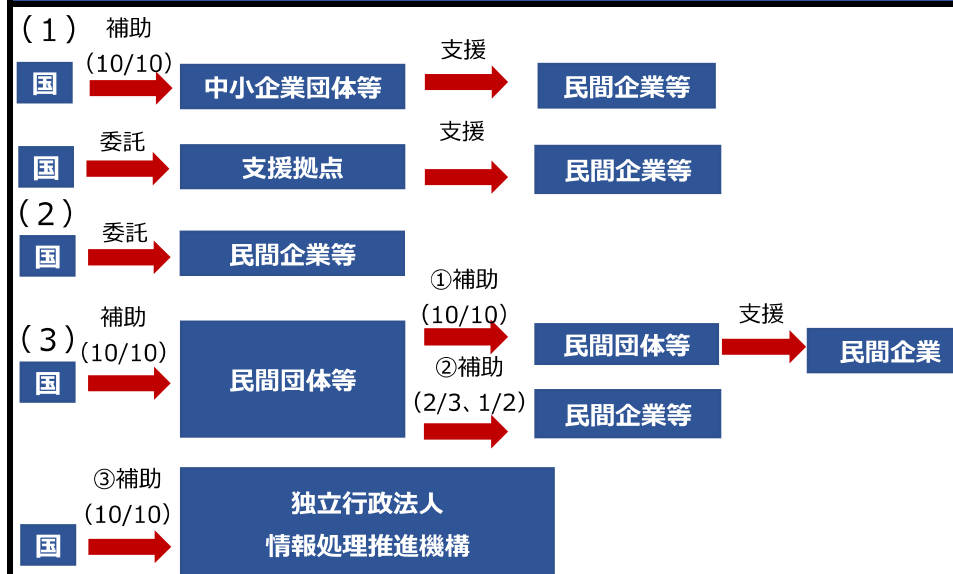 （１）
補助
(10/10)
国
中小企業団体等
支援
民間企業等
委託
国
支援拠点
支援
民間企業等
（２）
委託
国
民間企業等
（３）
補助
(10/10)
国
民間団体等
①補助
(10/10)
民間団体等
支援
民間企業
②補助
(2/3、1/2)
民間企業等
③補助
(10/10)
国
独立行政法人
情報処理推進機構